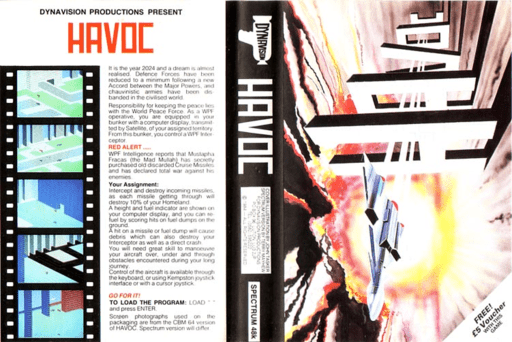 DYNAVISION PRODUCTIONS PRESENT
HAVOC
It is the year 2024 and a dream is almost
realised. Defence Forces have been
reduced to a minimum following a new
Accord between the Major Powers, and
chauvinistic armies have been dis-
banded in the civilised world.
Responsibility for keeping the peace lies
with the World Peace Force. As a WPF
operative, you are equipped in your
bunker with a computer display, transmit-
ted by Satellite, of your assigned territory.
From this bunker, you control a WPF Inter-
ceptor.
RED ALERT .....
WPF Intelligence reports that Mustapha
Fracas (the Mad Mullah) has secretly
purchased old discarded Cruise Missiles,
and has declared total war against his
enemies.
Your Assignment:
Intercept and destroy incoming missiles,
as each missile getting through will
destroy 10% of your Homeland.
A height and fuel indicator are shown on
your computer display, and you can re-
fuel by scoring hits on fuel dumps on the
ground.
A hit on a missile or fuel dump will cause
debris which can also destroy your
Interceptor as well as a direct crash.
You will need great skill to manoeuvre
your aircraft over, under and through
obstacles encountered during your long
journey.
Control of the aircraft is available through
the keyboard, or using Kempston joystick
interface or with a cursor joystick.
GO FOR IT!
TO LOAD THE PROGRAM: LOAD " "
and press ENTER.
Screen photographs used on the
packaging are from the CBM 64 version
of HAVOC. Spectrum version will differ.
DYNAVISION
HAVOC
SPECTRUM 48k
HAVOC
FREE!
£5 Voucher
WITH THIS
GAME